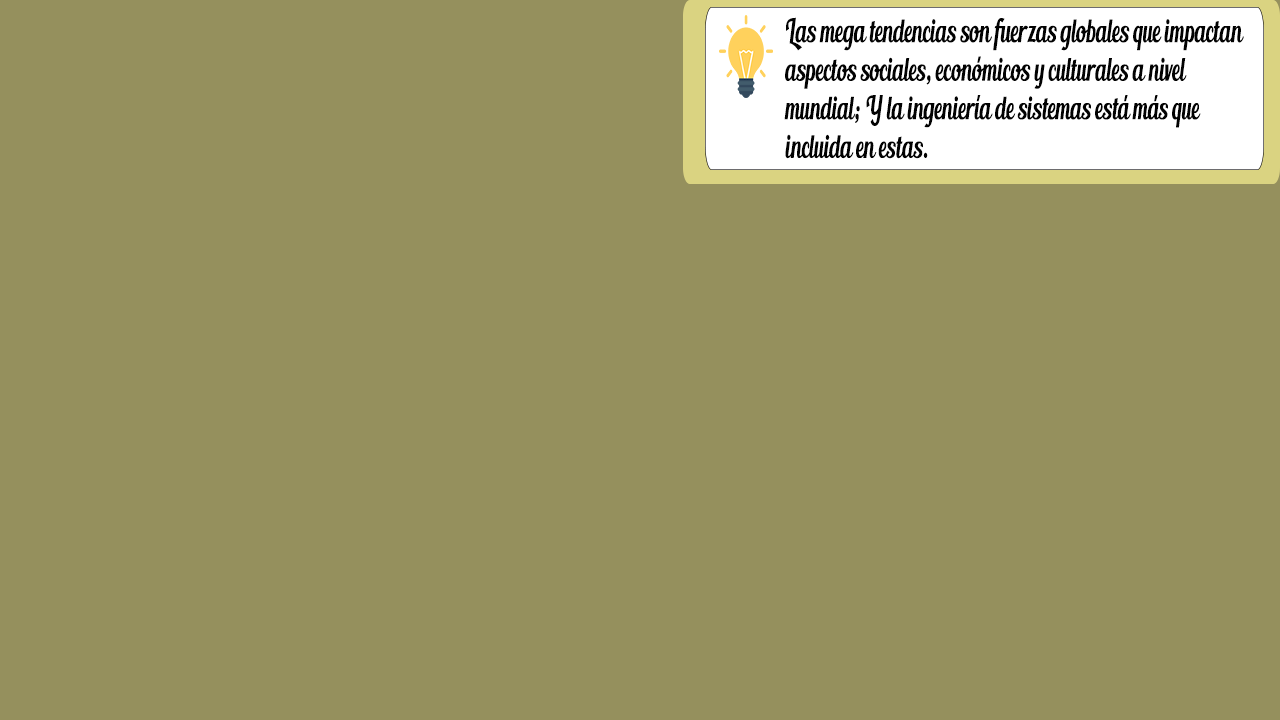 Las mega tendencias son fuerzas globales que impactan
aspectos sociales, económicos y culturales a nivel
mundial; Y la ingeniería de sistemas está más que
incluida en estas.